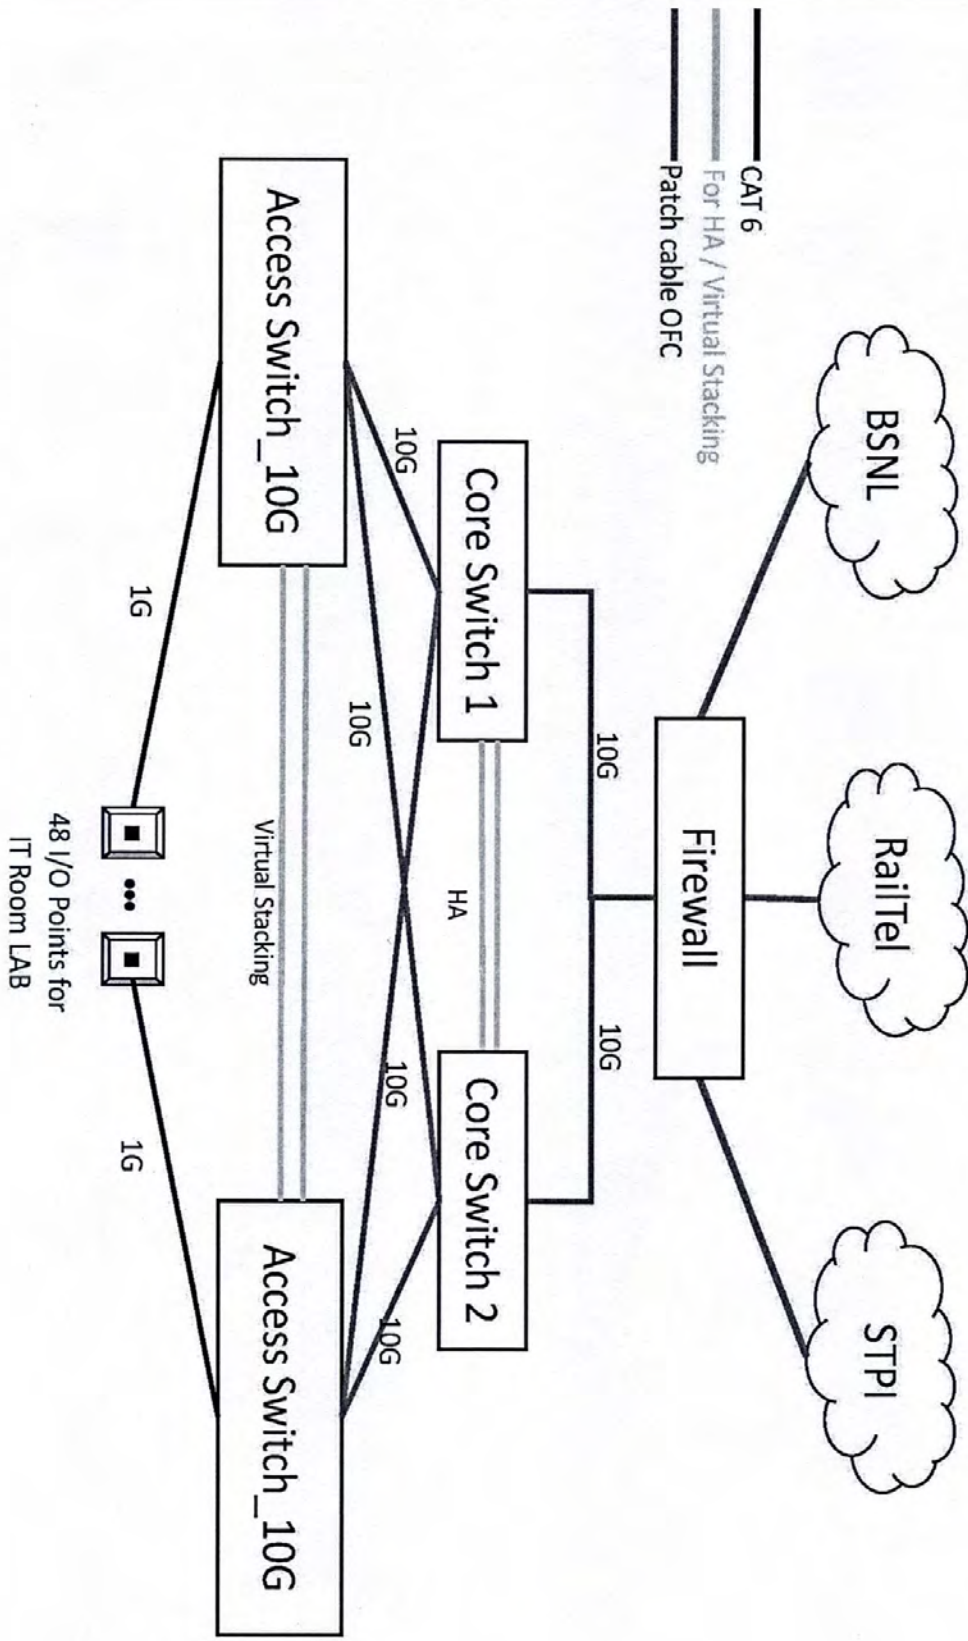 BSNL
RailTel
STPI
CAT 6
For HA / Virtual Stacking
Patch cable OFC
Firewall
10G
10G
Core Switch 1
HA
Core Switch 2
10G
10G
10G
10G
Access Switch_10G
Virtual Stacking
Access Switch_10G
1G
1G
48 I/O Points for
IT Room LAB